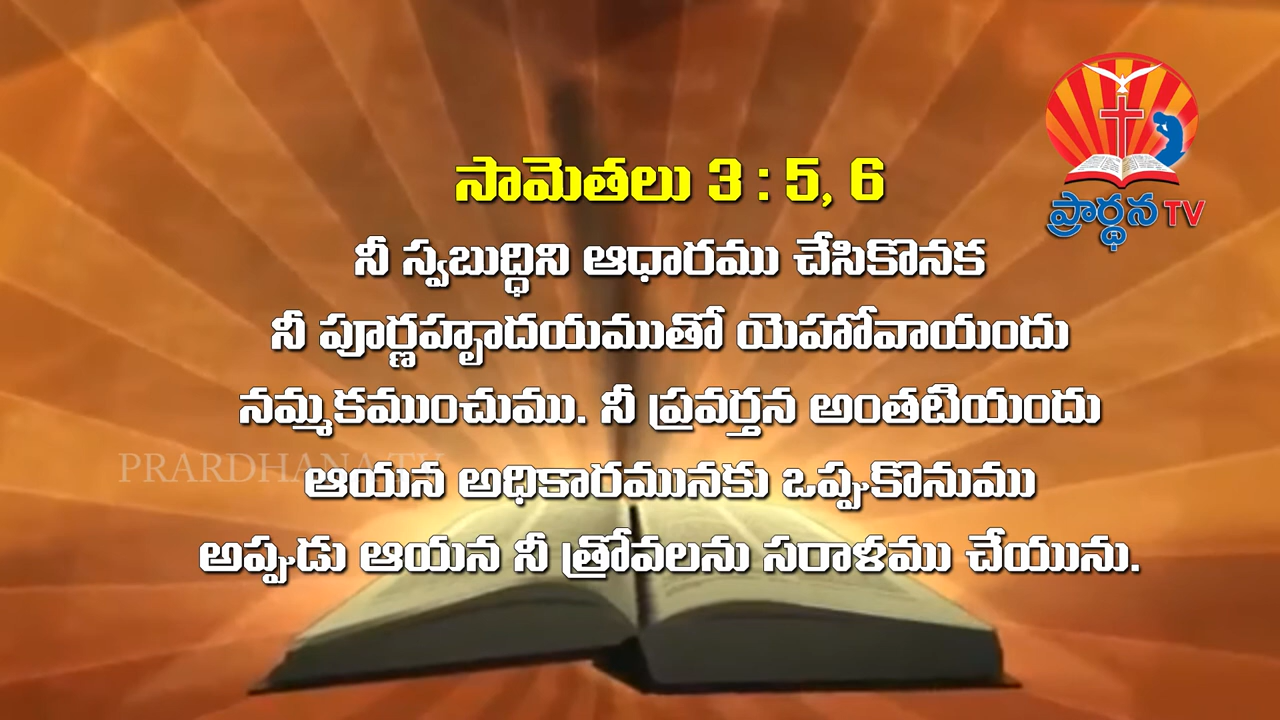 సామెతలు 3 : 5, 6
ప్రార్థన TV
నీ స్వబుద్ధిని ఆధారము చేసికొనక
నీ పూర్ణహృదయముతో యెహోవాయందు
నమ్మకముంచుము. నీ ప్రవర్తన అంతటియందు
PRARDHANA TV
ఆయన అధికారమునకు ఒప్పుకొనుము
అప్పుడు ఆయన నీ త్రోవలను సరాళము చేయును.